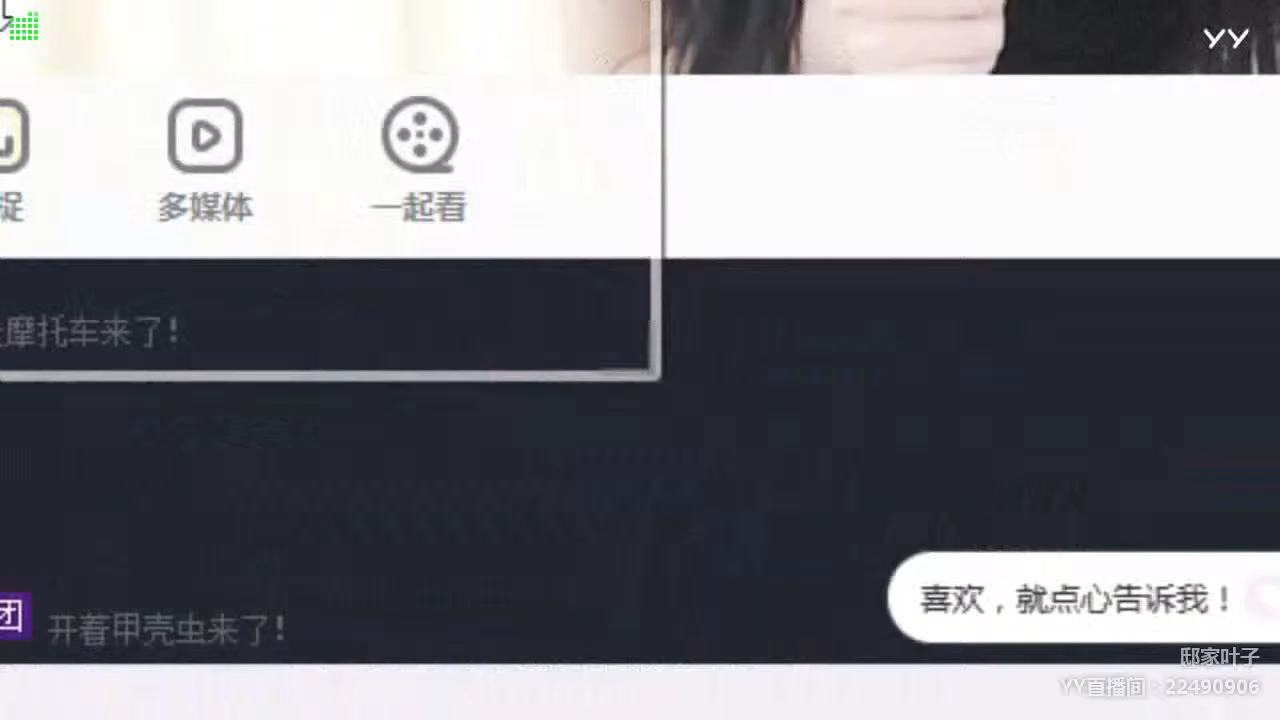 YY
捉
多媒体
一起看
摩托车来了!
喜欢，就点心告诉我！
团
开着甲壳虫来了!
邸家叶子
YY直播间：22490906